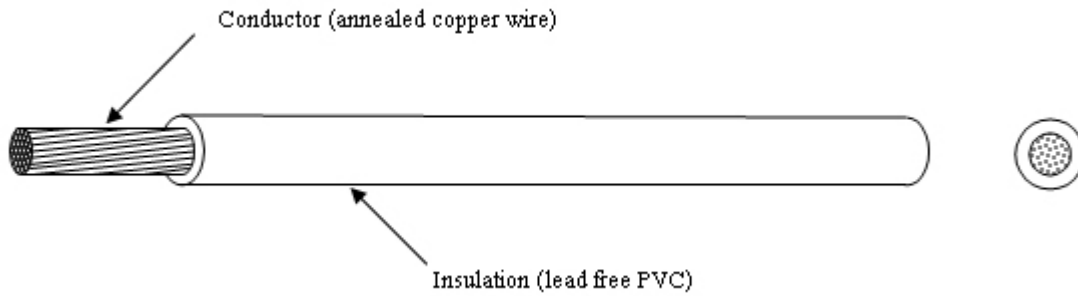 Conductor (annealed copper wire)
Insulation (lead free PVC)